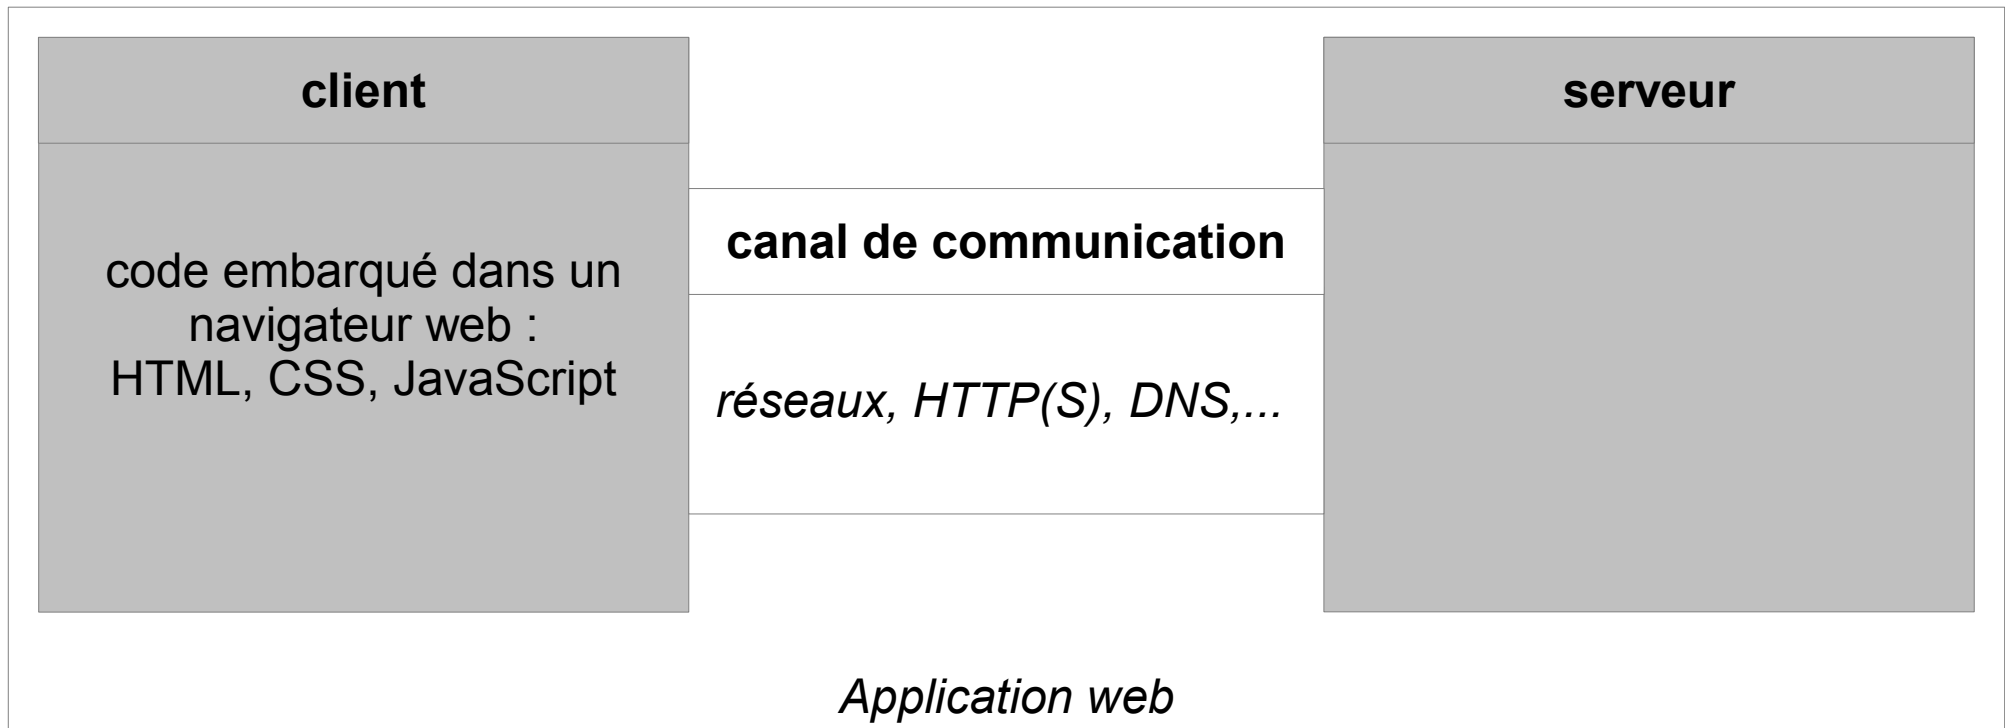 client
code embarqué dans un
navigateur web :
HTML, CSS, JavaScript
canal de communication
réseaux, HTTP(S), DNS,...
serveur
Application web